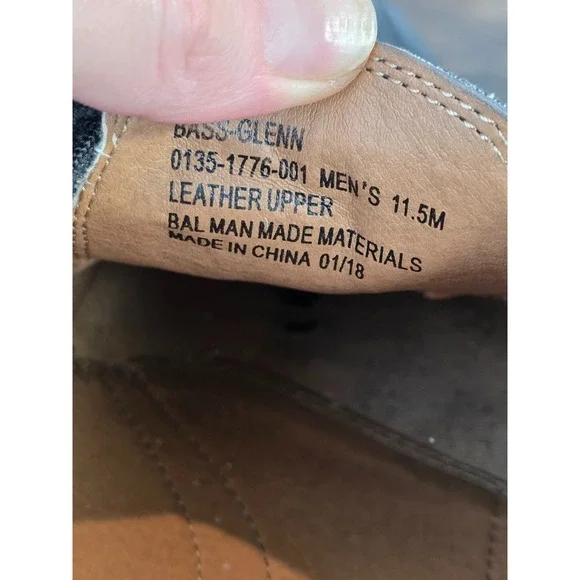 BASS-GLENN
0135-1776-001 MEN'S 11.5M
LEATHER UPPER
BAL MAN MADE MATERIALS
MADE IN CHINA 01/18